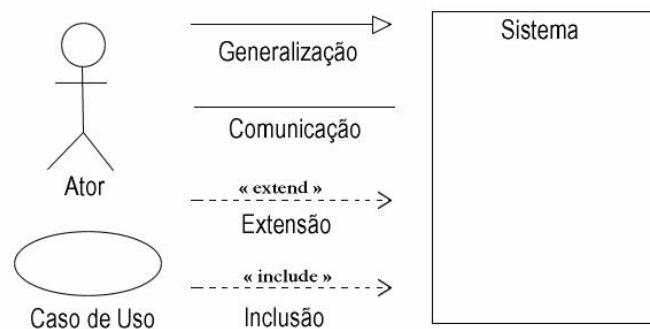 Generalização
Sistema
Comunicação
Ator
« extend »
Extensão
Caso de Uso
« include »
Inclusão